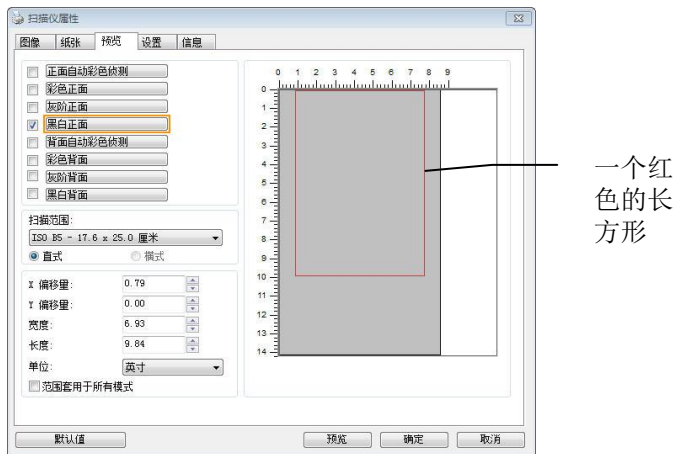 扫描仪属性
图像 纸张 预览 设置 信息
正面自动彩色侦测
彩色正面
灰阶正面
黑白正面
背面自动彩色侦测
彩色背面
灰阶背面
黑白背面
扫描范围:
ISO B5 - 17.6 x 25.0 厘米
直式 横式
X 偏移量: 0.79
Y 偏移量: 0.00
宽度: 6.93
长度: 9.84
单位: 英寸
范围套用于所有模式
0 1 2 3 4 5 6 7 8 9
0
1
2
3
4
5
6
7
8
9
10
11
12
13
14
一个红
色的长
方形
默认值 预览 确定 取消